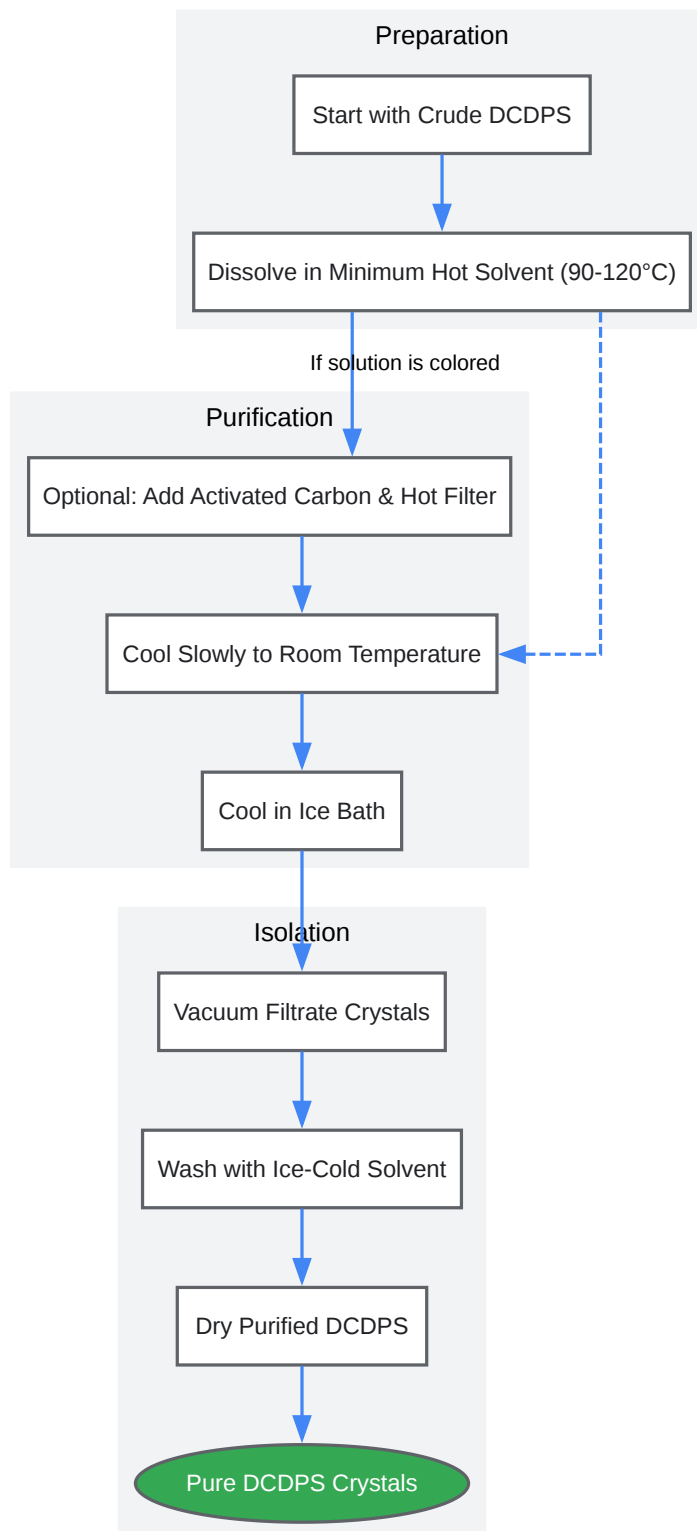 Preparation
Start with Crude DCDPS
Dissolve in Minimum Hot Solvent (90-120°C)
If solution is colored
Purification
Optional: Add Activated Carbon & Hot Filter
Cool Slowly to Room Temperature
Cool in Ice Bath
Isolation
Vacuum Filtrate Crystals
Wash with Ice-Cold Solvent
Dry Purified DCDPS
Pure DCDPS Crystals